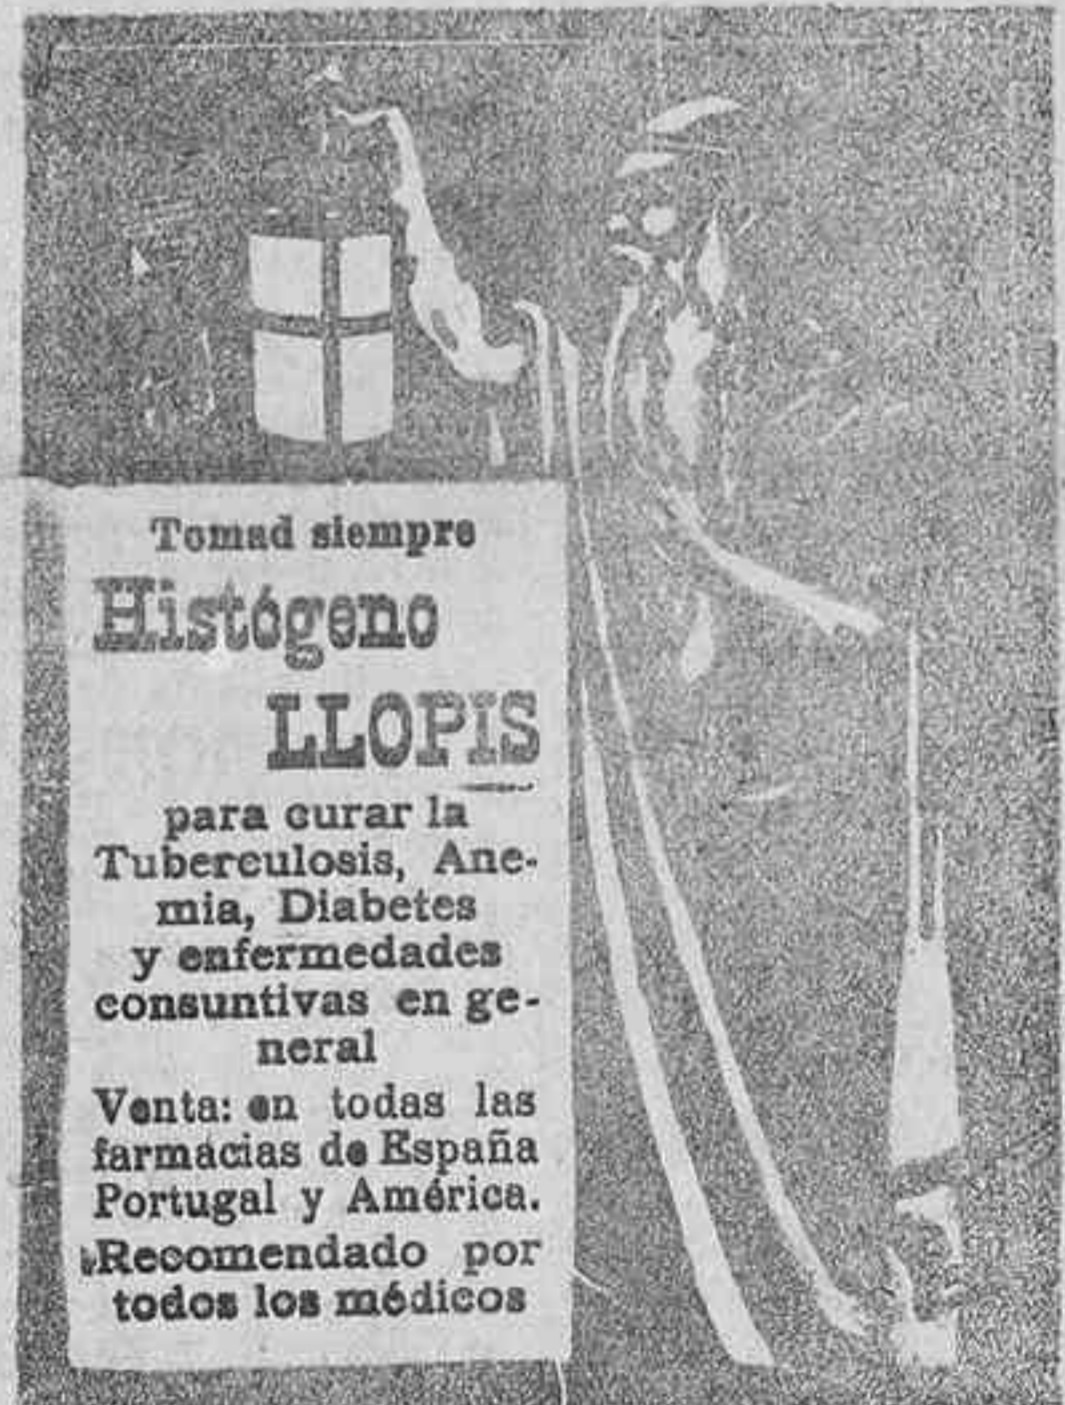 Tomad siempre
Histógeno
LLOPIS
para curar la
Tuberculosis, Ane-
mia, Diabetes
y enfermedades
consuntivas en ge-
neral
Venta: en todas las
farmacias de España
Portugal y América.
Recomendado por
todos los médicos